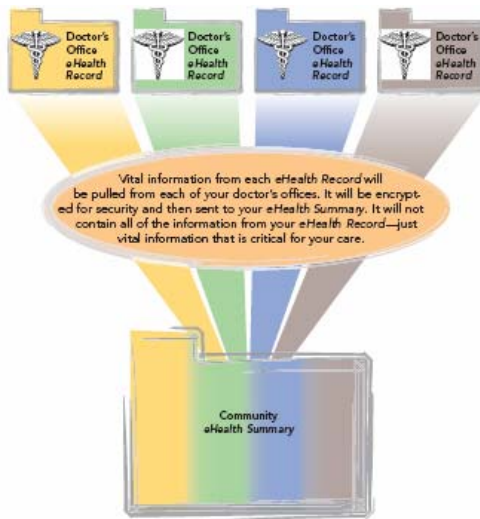 Doctor's
Office
eHealth
Record
Doctor's
Office
eHealth
Record
Doctor's
Office
eHealth
Record
Doctor's
Office
eHealth
Record
Vital information from each eHealth Record will
be pulled from each of your doctor's offices. It will be encrypt-
ed for security and then sent to your eHealth Summary. It will not
contain all of the information from your eHealth Record—just
vital information that is critical for your care.
Community
eHealth Summary